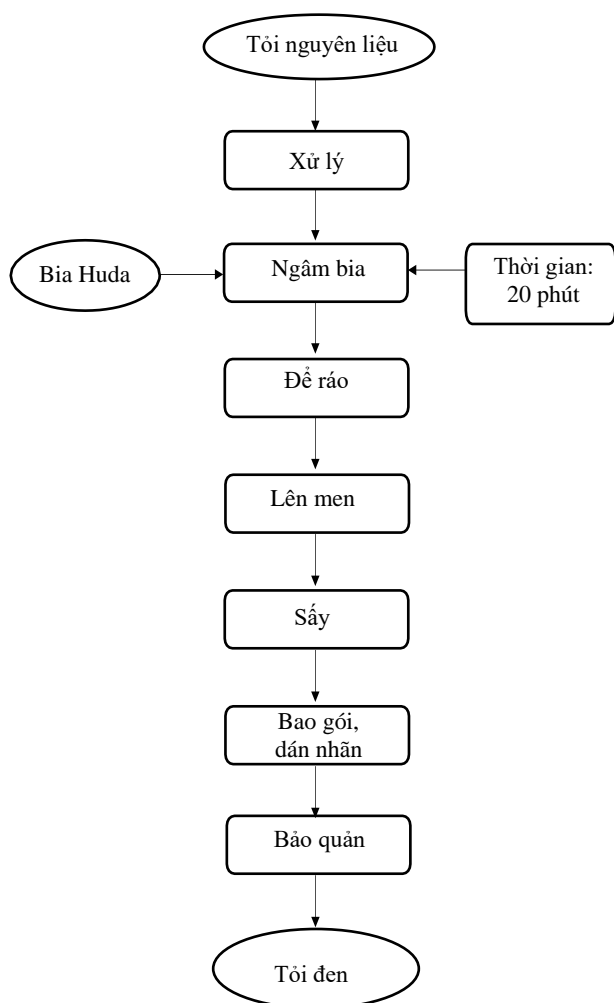 Tỏi nguyên liệu
Xử lý
Bia Huda
Ngâm bia
Thời gian:
20 phút
Để ráo
Lên men
Sấy
Bao gói,
dán nhãn
Bảo quản
Tỏi đen